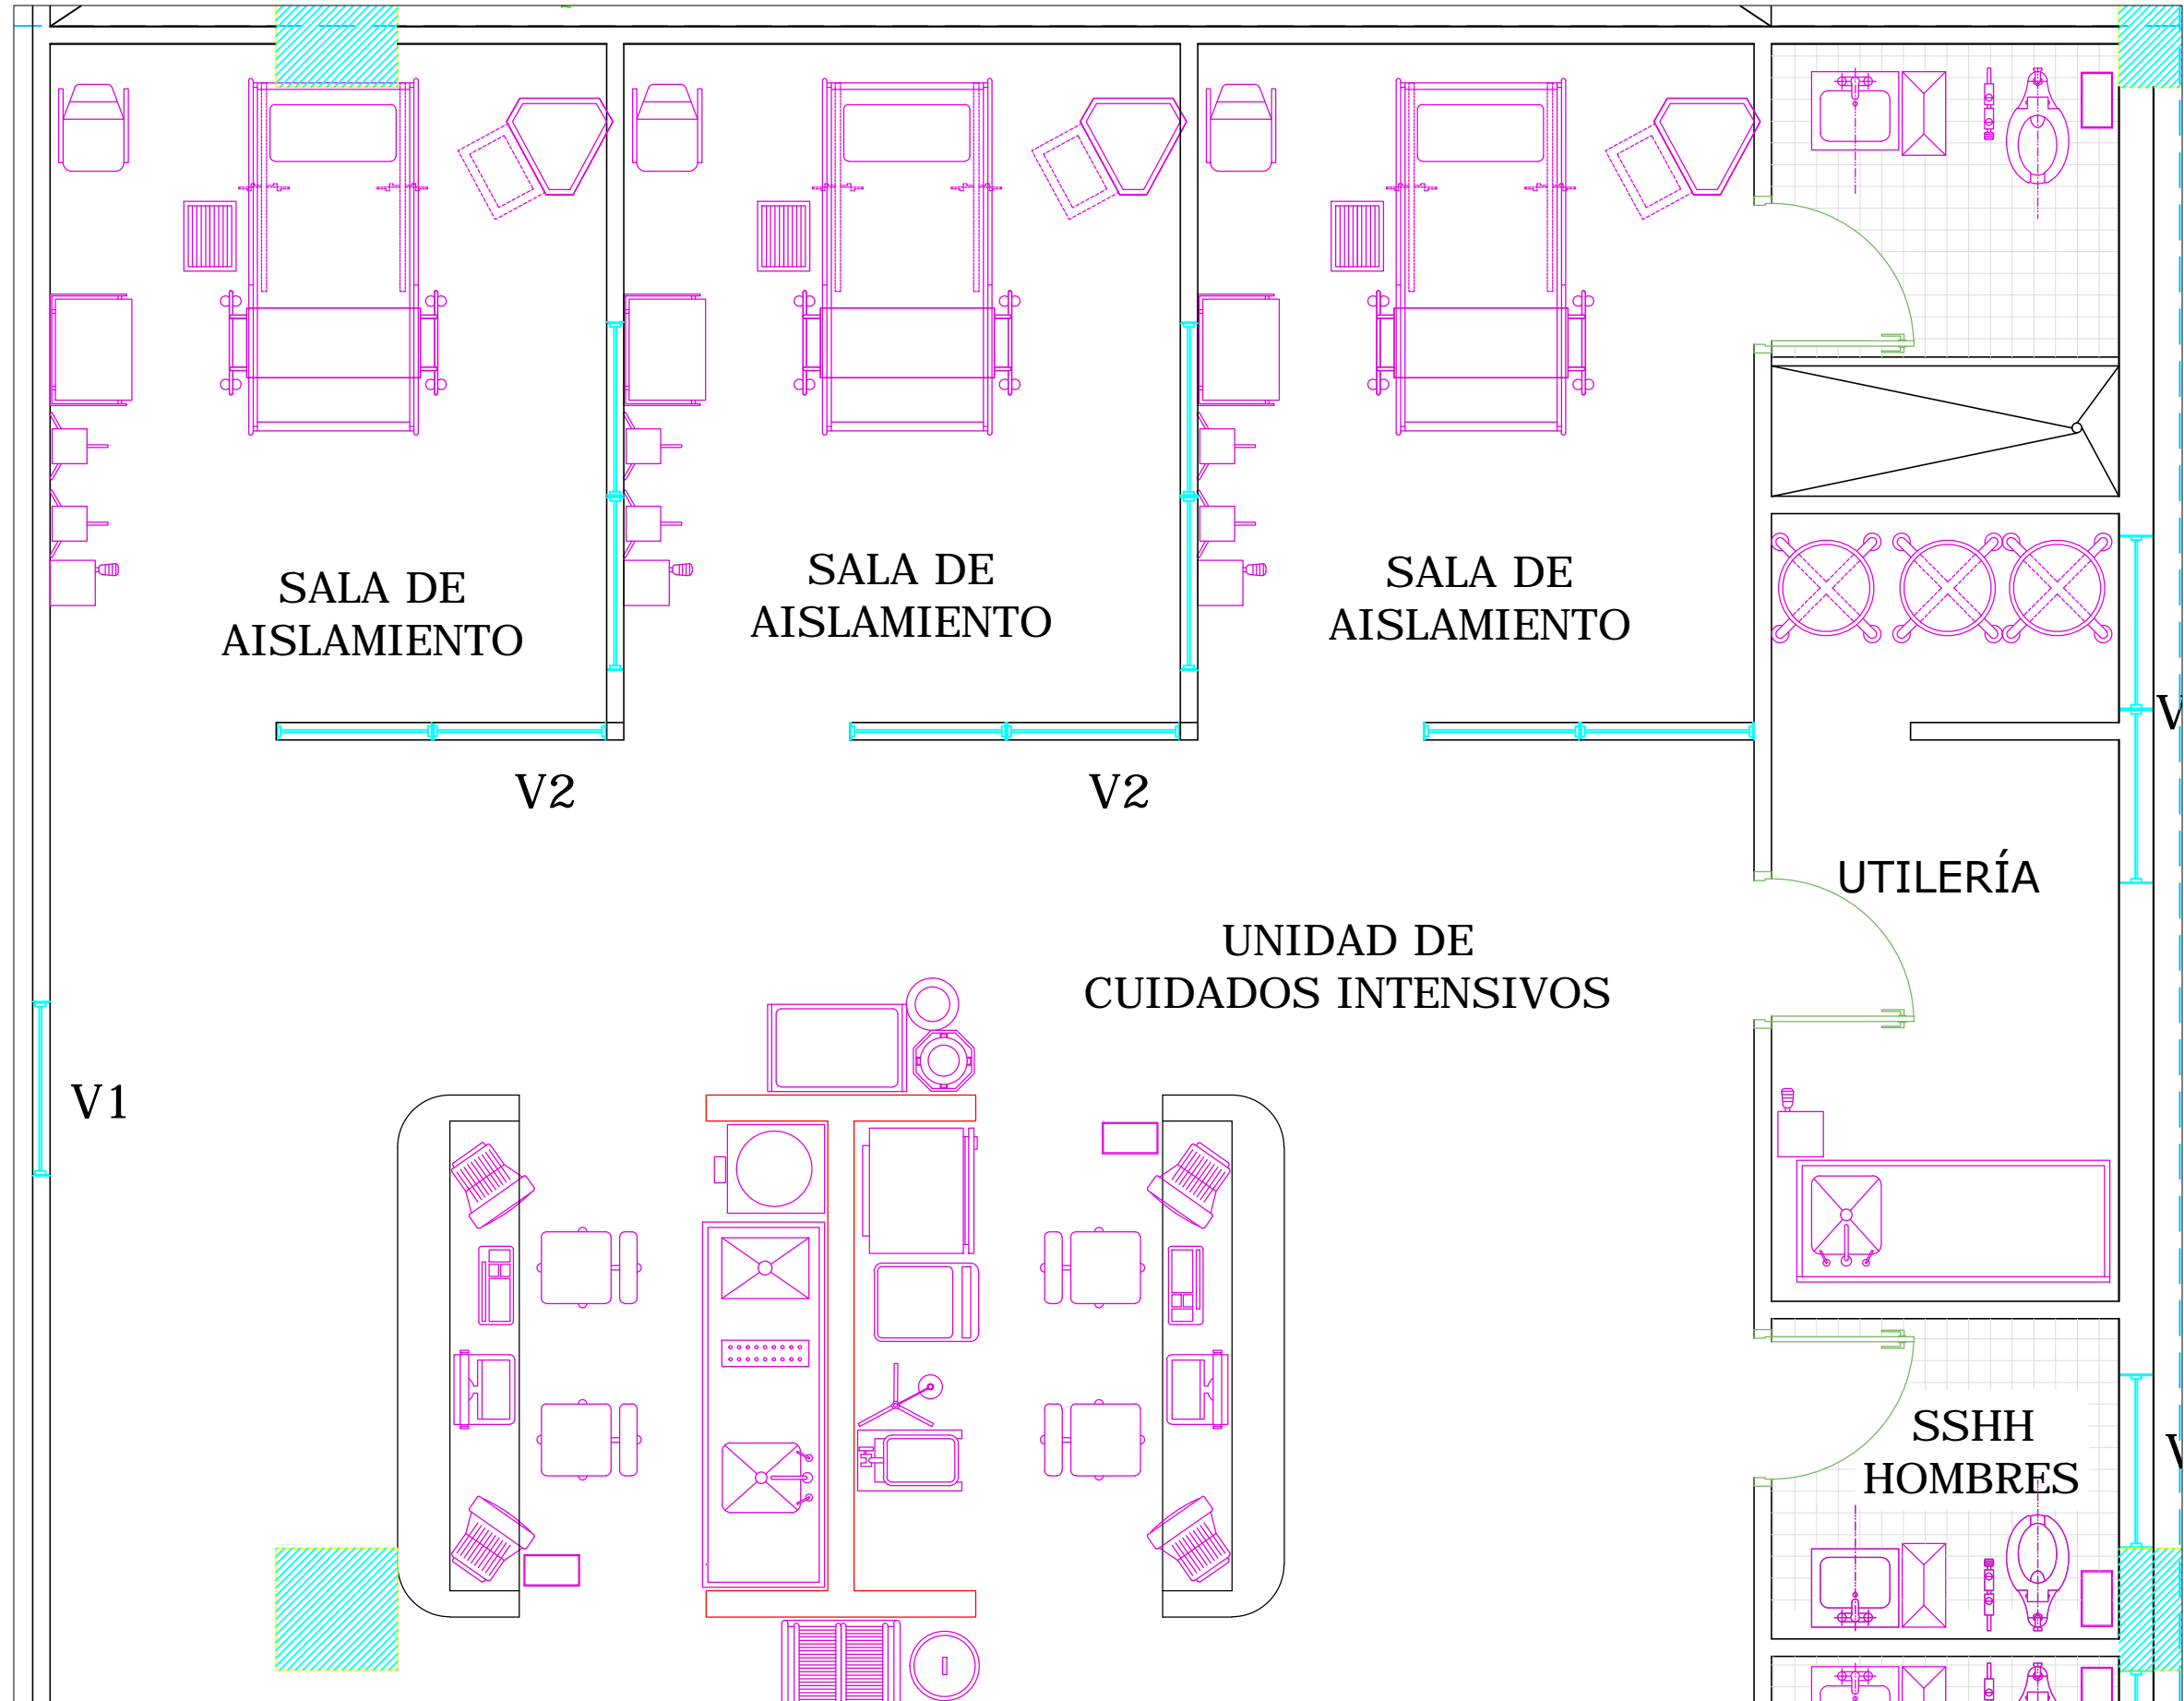 SALA DE
AISLAMIENTO
SALA DE
AISLAMIENTO
SALA DE
AISLAMIENTO
V
V2
V2
UTILERÍA
UNIDAD DE
CUIDADOS INTENSIVOS
V1
SSHH
HOMBRES